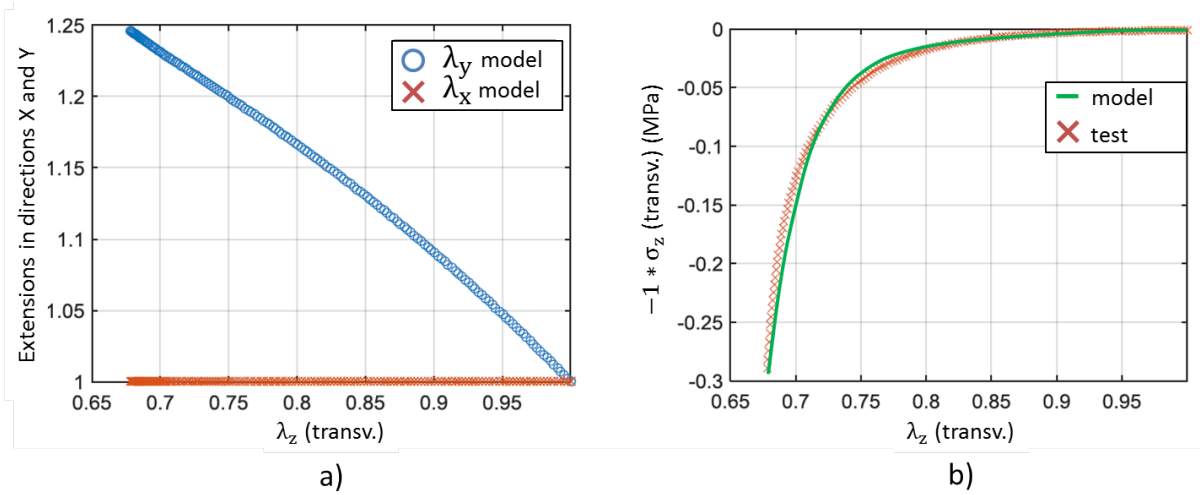 1.25
1.2
1.15
1.1
1.05
1
0.65
0.7
0.75
0.8
0.85
0.9
0.95
Extensions in directions X and Y
λz (transv.)
λy model
λx model
a)
-0
-0.05
-0.1
-0.15
-0.2
-0.25
-0.3
0.65
0.7
0.75
0.8
0.85
0.9
0.95
−1 * σz (transv.) (MPa)
λz (transv.)
model
test
b)